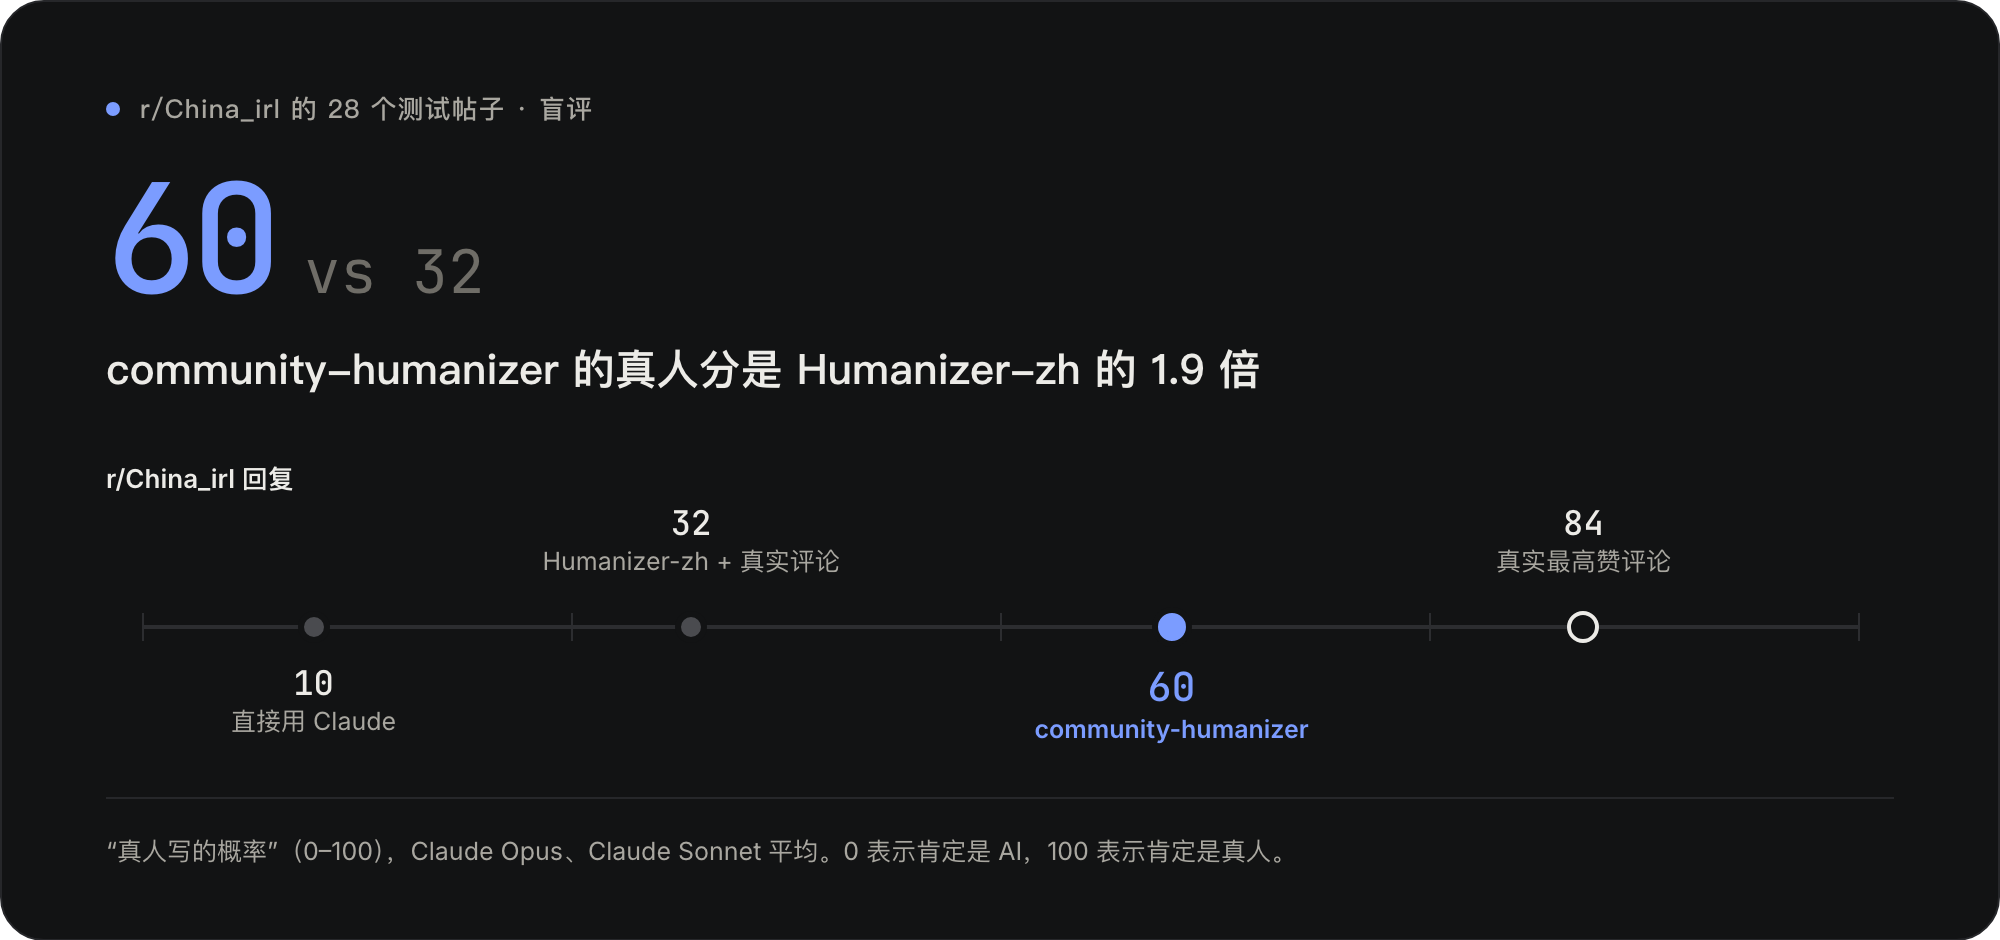 r/China_irl 的 28 个测试帖子 · 盲评
60 vs 32
community–humanizer 的真人分是 Humanizer–zh 的 1.9 倍
r/China_irl 回复
32
Humanizer-zh + 真实评论
84
真实最高赞评论
10
直接用 Claude
60
community-humanizer
“真人写的概率”（0–100），Claude Opus、Claude Sonnet 平均。0 表示肯定是 AI，100 表示肯定是真人。